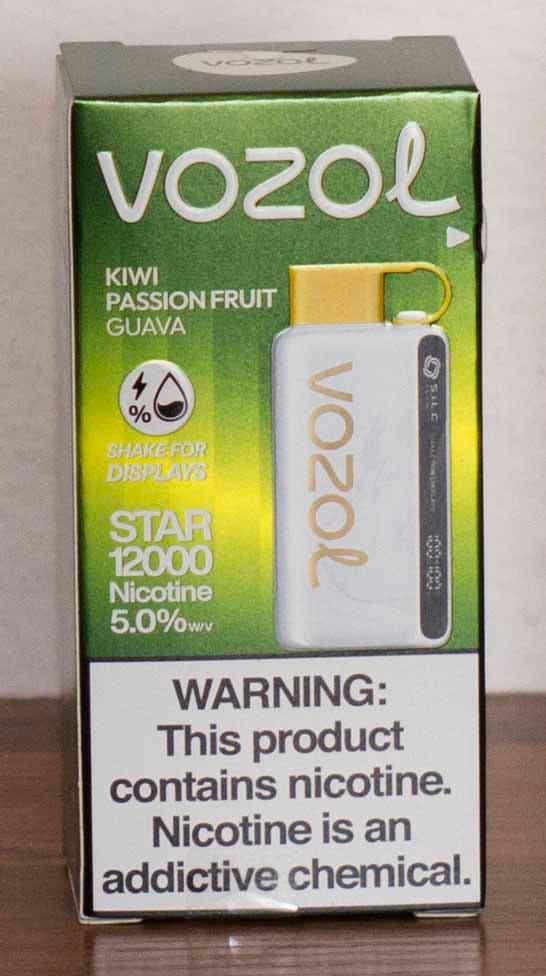 VOZOL
VOZOL
KIWI
PASSION FRUIT
GUAVA
%
SHAKE FOR
DISPLAYS
STAR
12000
Nicotine
5.0% w/v
VOZOL
WARNING:
This product
contains nicotine.
Nicotine is an
addictive chemical.